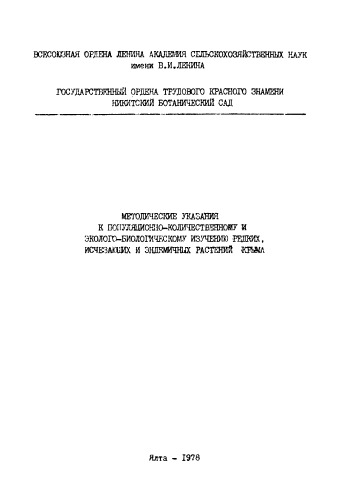 ВСЕСОЮЗНАЯ ОРДЕНА ЛЕНИНА АКАДЕМИЯ СЕЛЬСКОХОЗЯЙСТВЕННЫХ НАУК
имени В.И.ЛЕНИНА
ГОСУДАРСТВЕННЫЙ ОРДЕНА ТРУДОВОГО КРАСНОГО ЗНАМЕНИ
НИКИТСКИЙ БОТАНИЧЕСКИЙ САД
МЕТОДИЧЕСКИЕ УКАЗАНИЯ
К ПОПУЛЯЦИОННО-КОЛИЧЕСТВЕННОМУ И
ЭКОЛОГО-БИОЛОГИЧЕСКОМУ ИЗУЧЕНИЮ РЕДКИХ,
ИСЧЕЗАЮЩИХ И ЭНДЕМИЧНЫХ РАСТЕНИЙ КРЫМА
Ялта - 1978